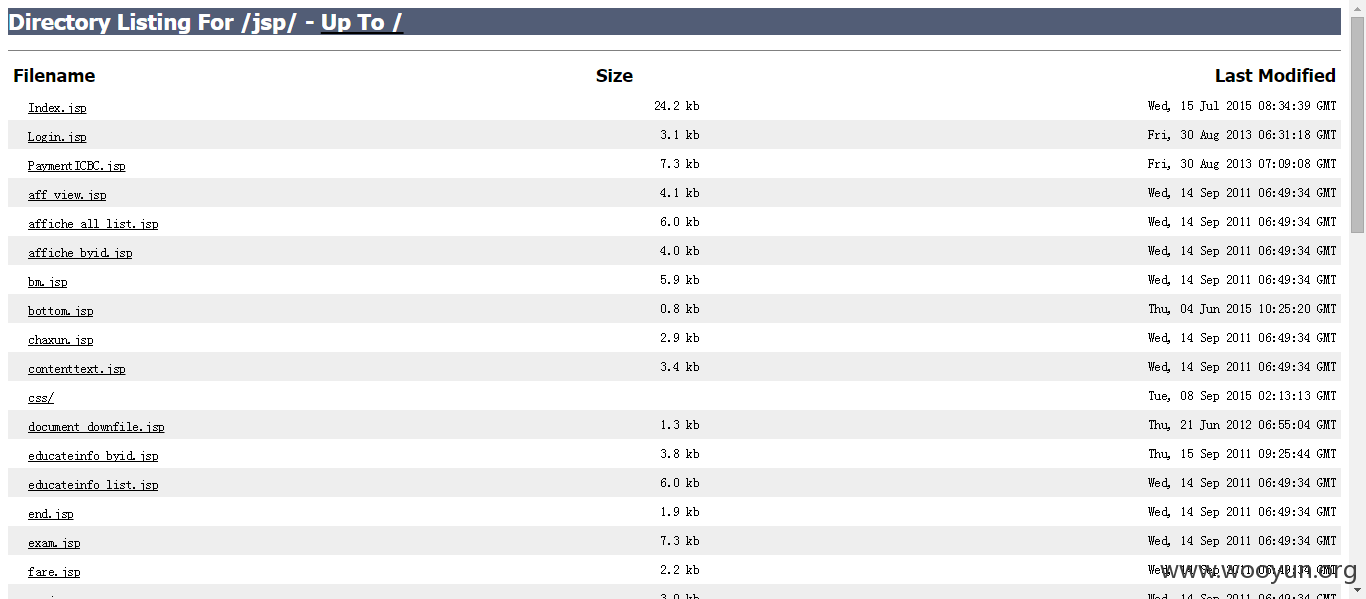 Directory Listing For /jsp/ - Up To /
Filename Size Last Modified
Index.jsp 24.2 kb Wed, 15 Jul 2015 08:34:39 GMT
Login.jsp 3.1 kb Fri, 30 Aug 2013 06:31:18 GMT
PaymentICBC.jsp 7.3 kb Fri, 30 Aug 2013 07:09:08 GMT
aff_view.jsp 4.1 kb Wed, 14 Sep 2011 06:49:34 GMT
affiche_all_list.jsp 6.0 kb Wed, 14 Sep 2011 06:49:34 GMT
affiche_byid.jsp 4.0 kb Wed, 14 Sep 2011 06:49:34 GMT
bm.jsp 5.9 kb Wed, 14 Sep 2011 06:49:34 GMT
bottom.jsp 0.8 kb Thu, 04 Jun 2015 10:25:20 GMT
chaxun.jsp 2.9 kb Wed, 14 Sep 2011 06:49:34 GMT
contenttext.jsp 3.4 kb Wed, 14 Sep 2011 06:49:34 GMT
css/ Tue, 08 Sep 2015 02:13:13 GMT
document_downfile.jsp 1.3 kb Thu, 21 Jun 2012 06:55:04 GMT
educateinfo_byid.jsp 3.8 kb Thu, 15 Sep 2011 09:25:44 GMT
educateinfo_list.jsp 6.0 kb Wed, 14 Sep 2011 06:49:34 GMT
end.jsp 1.9 kb Wed, 14 Sep 2011 06:49:34 GMT
exam.jsp 7.3 kb Wed, 14 Sep 2011 06:49:34 GMT
fare.jsp 2.2 kb Wed, 14 Sep 2011 06:49:34 GMT
www.wooyun.org